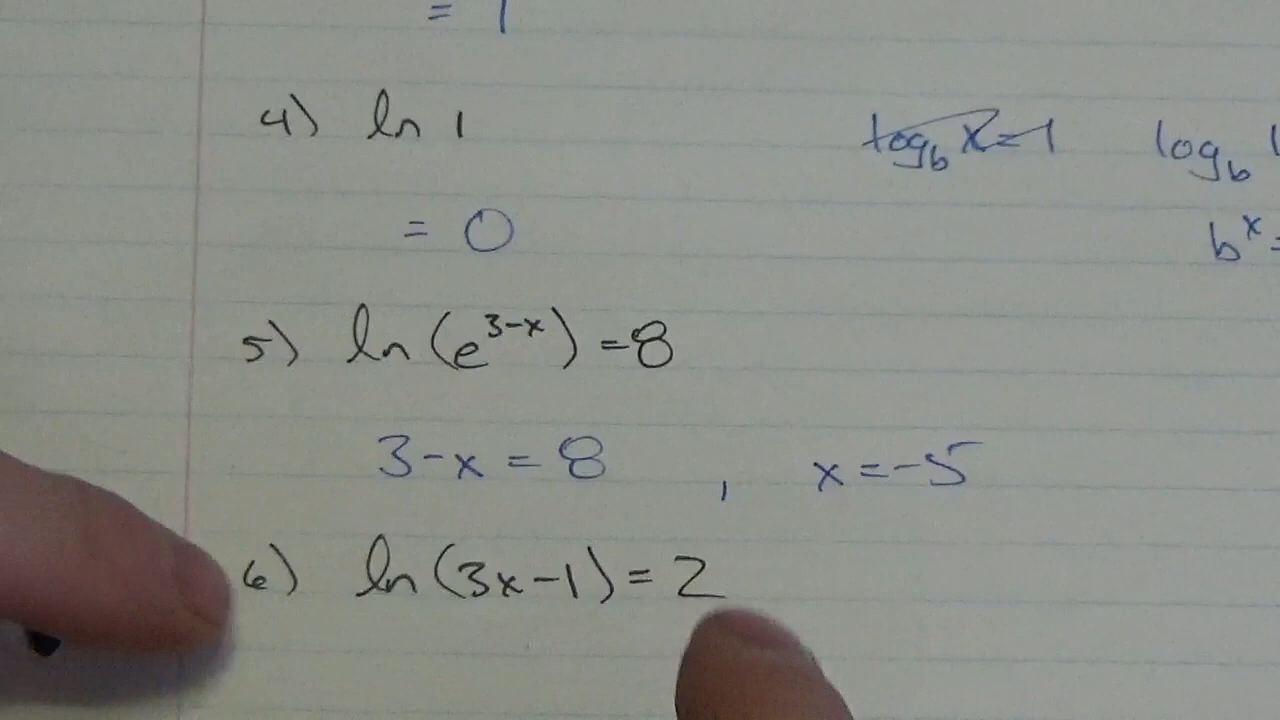 = 1
4) ln 1
log_b x=1
log_b 1
= 0
b^x =
5) ln(e^{3-x}) = 8
3-x = 8 , x = -5
6) ln(3x-1) = 2